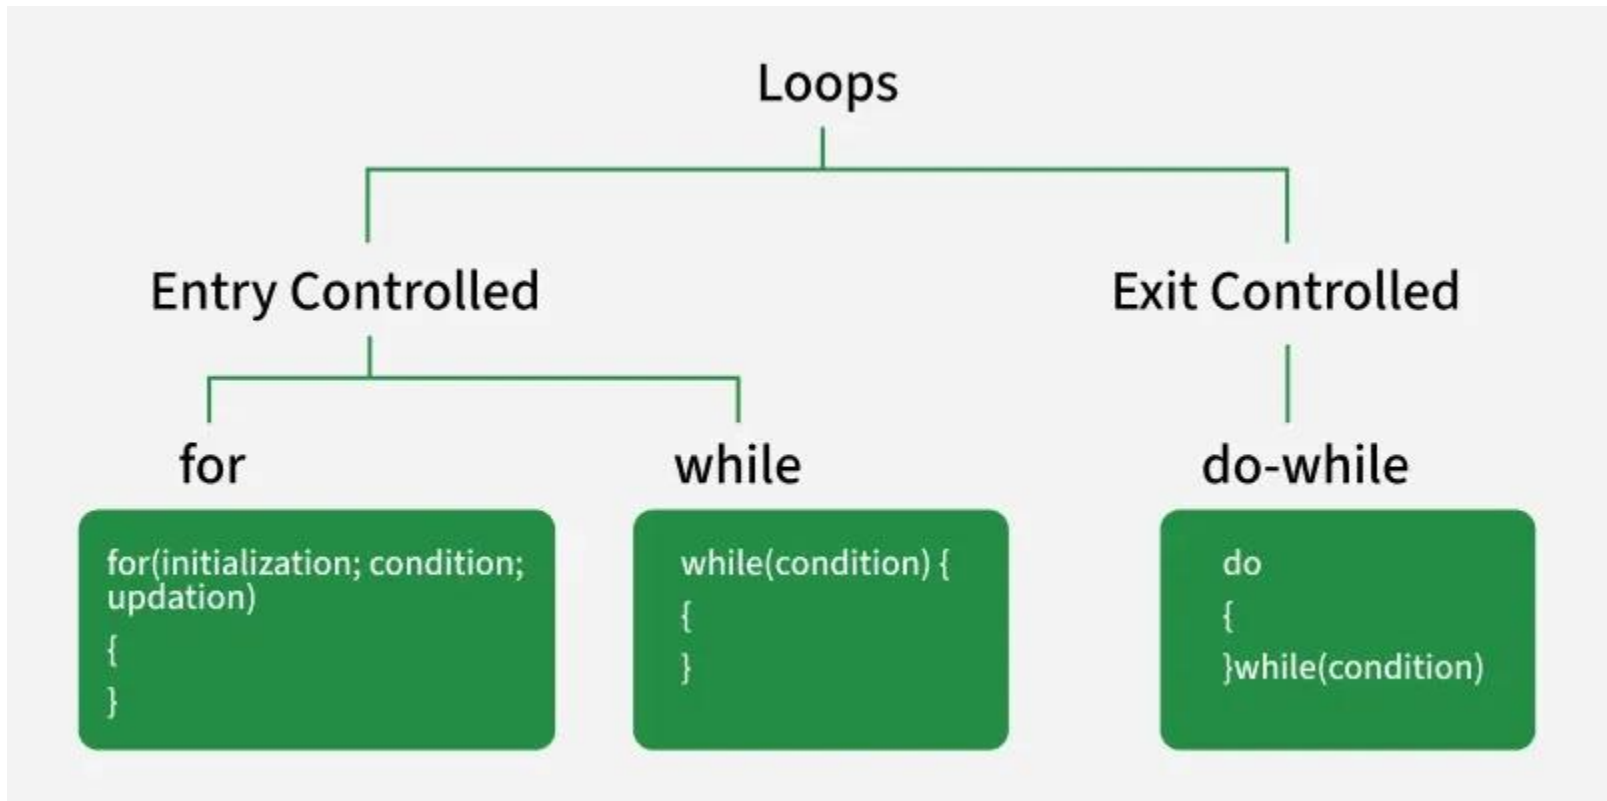 Loops
Entry Controlled
Exit Controlled
for
while
do-while
for(initialization; condition;
updation)
{
}
while(condition) {
{
}
do
{
}while(condition)